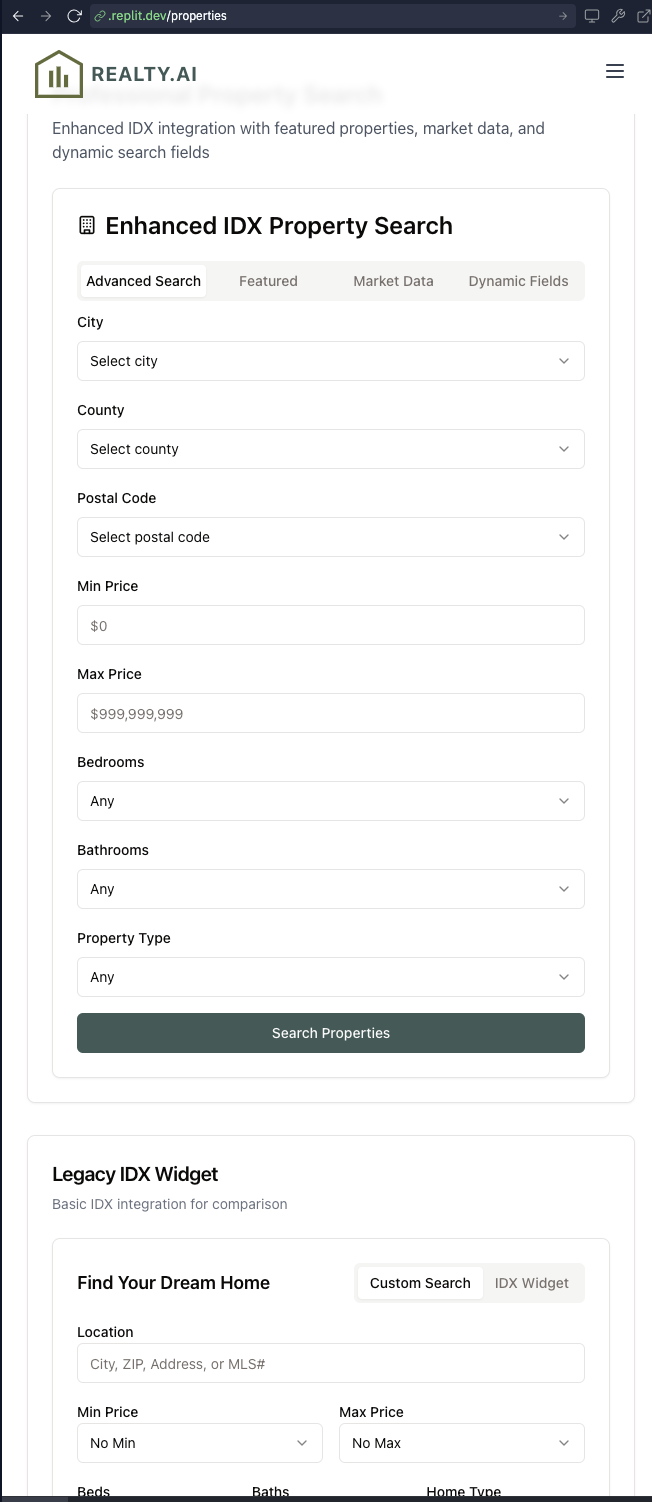 .replit.dev/properties
REALTY.AI
Professional Property Search
Enhanced IDX integration with featured properties, market data, and
dynamic search fields
Enhanced IDX Property Search
Advanced Search
Featured
Market Data
Dynamic Fields
City
Select city
County
Select county
Postal Code
Select postal code
Min Price
$0
Max Price
$999,999,999
Bedrooms
Any
Bathrooms
Any
Property Type
Any
Search Properties
Legacy IDX Widget
Basic IDX integration for comparison
Find Your Dream Home
Custom Search
IDX Widget
Location
City, ZIP, Address, or MLS#
Min Price
Max Price
No Min
No Max
Beds
Baths
Home Type